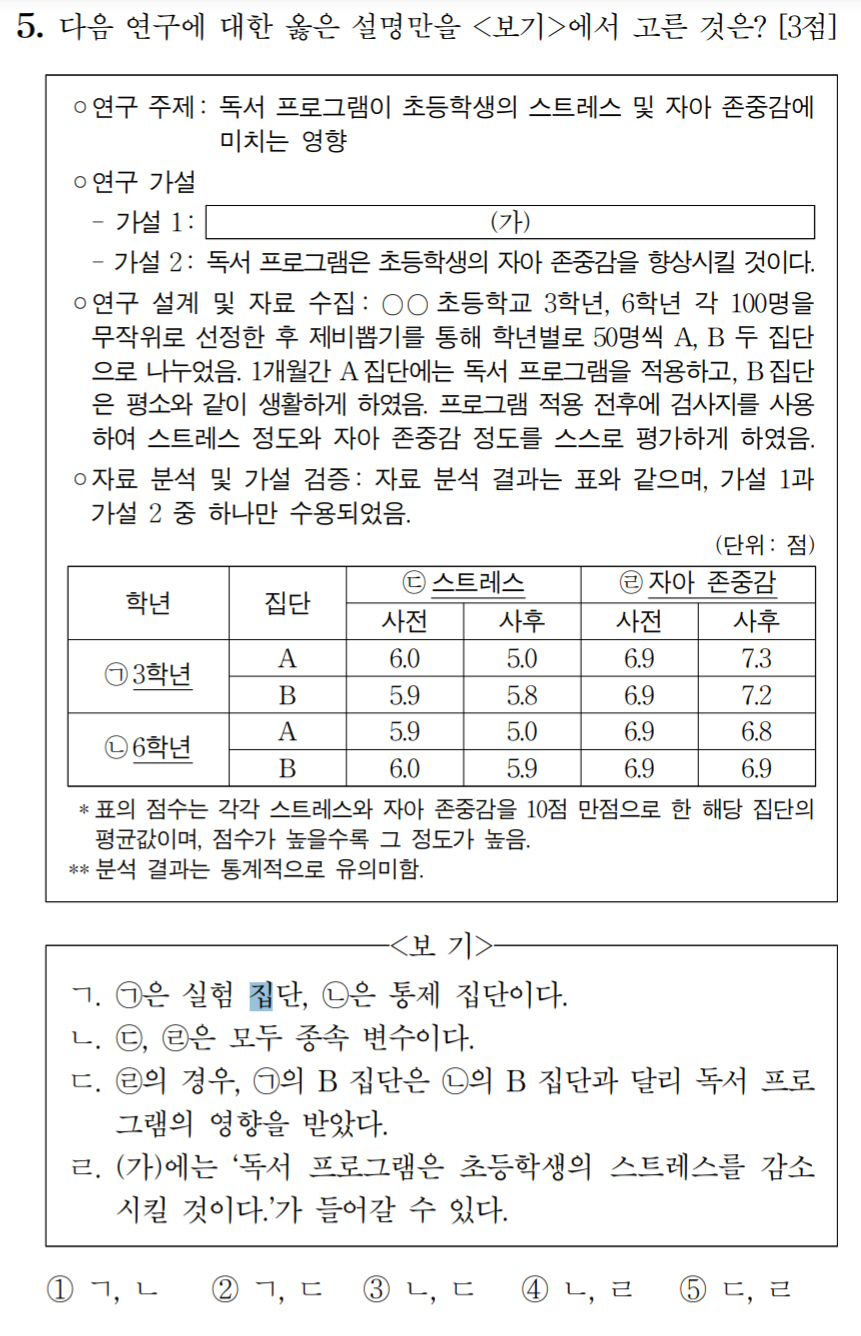 5. 다음 연구에 대한 옳은 설명만을 <보기>에서 고른 것은? [3점]
○ 연구 주제: 독서 프로그램이 초등학생의 스트레스 및 자아 존중감에
미치는 영향
○ 연구 가설
- 가설 1: (가)
- 가설 2: 독서 프로그램은 초등학생의 자아 존중감을 향상시킬 것이다.
○ 연구 설계 및 자료 수집: ○○ 초등학교 3학년, 6학년 각 100명을
무작위로 선정한 후 제비뽑기를 통해 학년별로 50명씩 A, B 두 집단
으로 나누었음. 1개월간 A 집단에는 독서 프로그램을 적용하고, B 집단
은 평소와 같이 생활하게 하였음. 프로그램 적용 전후에 검사지를 사용
하여 스트레스 정도와 자아 존중감 정도를 스스로 평가하게 하였음.
○ 자료 분석 및 가설 검증: 자료 분석 결과는 표와 같으며, 가설 1과
가설 2 중 하나만 수용되었음.
(단위: 점)
학년 집단 ㉢ 스트레스 ㉣ 자아 존중감
사전 사후 사전 사후
㉠ 3학년 A 6.0 5.0 6.9 7.3
B 5.9 5.8 6.9 7.2
㉡ 6학년 A 5.9 5.0 6.9 6.8
B 6.0 5.9 6.9 6.9
* 표의 점수는 각각 스트레스와 자아 존중감을 10점 만점으로 한 해당 집단의
평균값이며, 점수가 높을수록 그 정도가 높음.
** 분석 결과는 통계적으로 유의미함.
<보 기>
ㄱ. ㉠은 실험 집단, ㉡은 통제 집단이다.
ㄴ. ㉢, ㉣은 모두 종속 변수이다.
ㄷ. ㉣의 경우, ㉠의 B 집단은 ㉡의 B 집단과 달리 독서 프로
그램의 영향을 받았다.
ㄹ. (가)에는 ‘독서 프로그램은 초등학생의 스트레스를 감소
시킬 것이다.’가 들어갈 수 있다.
① ㄱ, ㄴ ② ㄱ, ㄷ ③ ㄴ, ㄷ ④ ㄴ, ㄹ ⑤ ㄷ, ㄹ